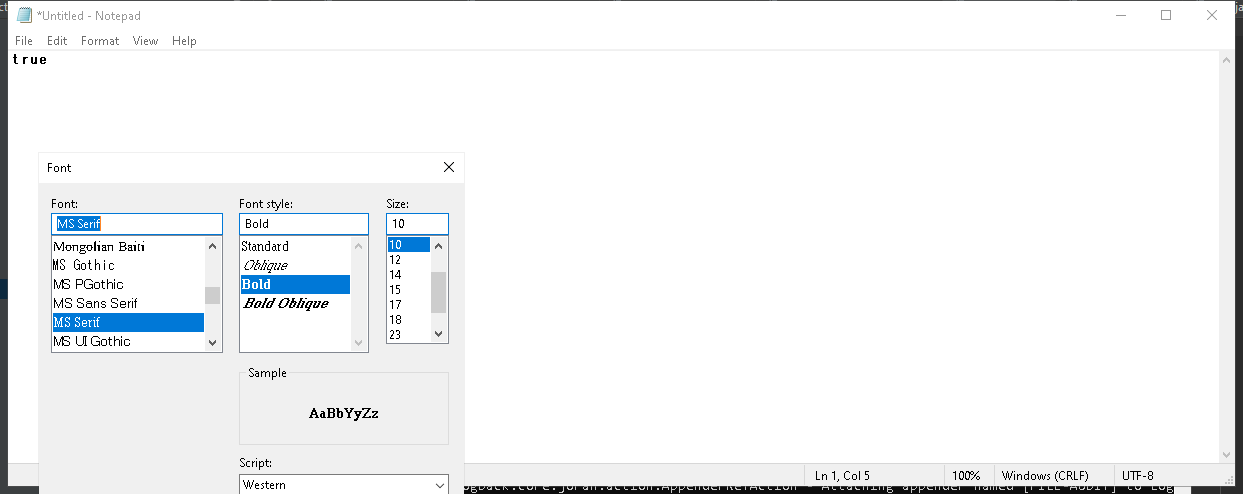 *Untitled - Notepad
File Edit Format View Help
true
Font
Font: Font style: Size:
MS Serif Bold 10
Mongolian Baiti
MS Gothic
MS PGothic
MS Sans Serif
MS Serif
MS UI Gothic
Standard
Oblique
Bold
Bold Oblique
10
12
14
15
17
18
23
Sample
AaBbYyZz
Script:
Western
Ln 1, Col 5 100% Windows (CRLF) UTF-8